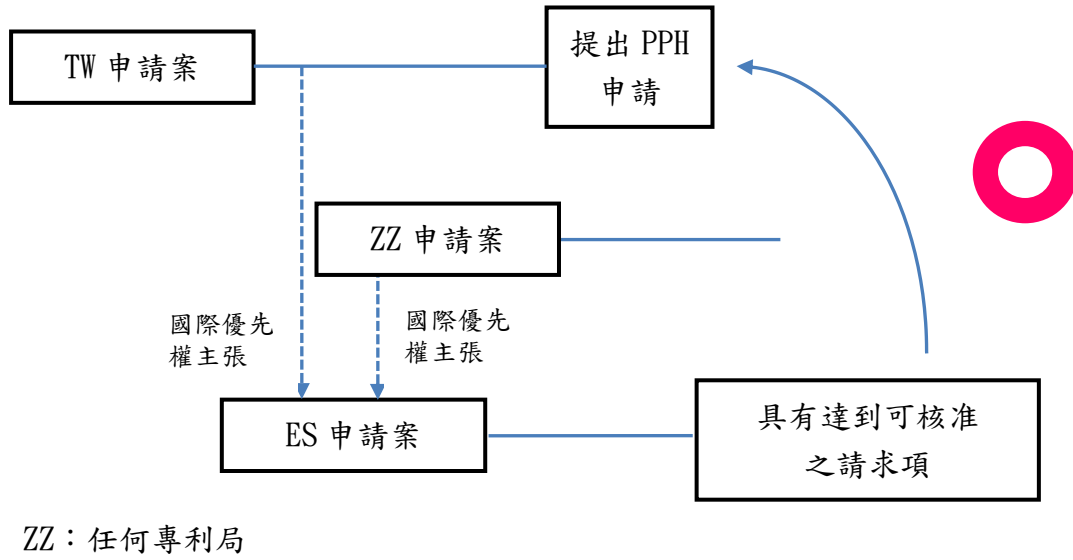 TW 申請案
提出 PPH
申請
ZZ 申請案
國際優先
權主張
國際優先
權主張
ES 申請案
具有達到可核准
之請求項
ZZ：任何專利局